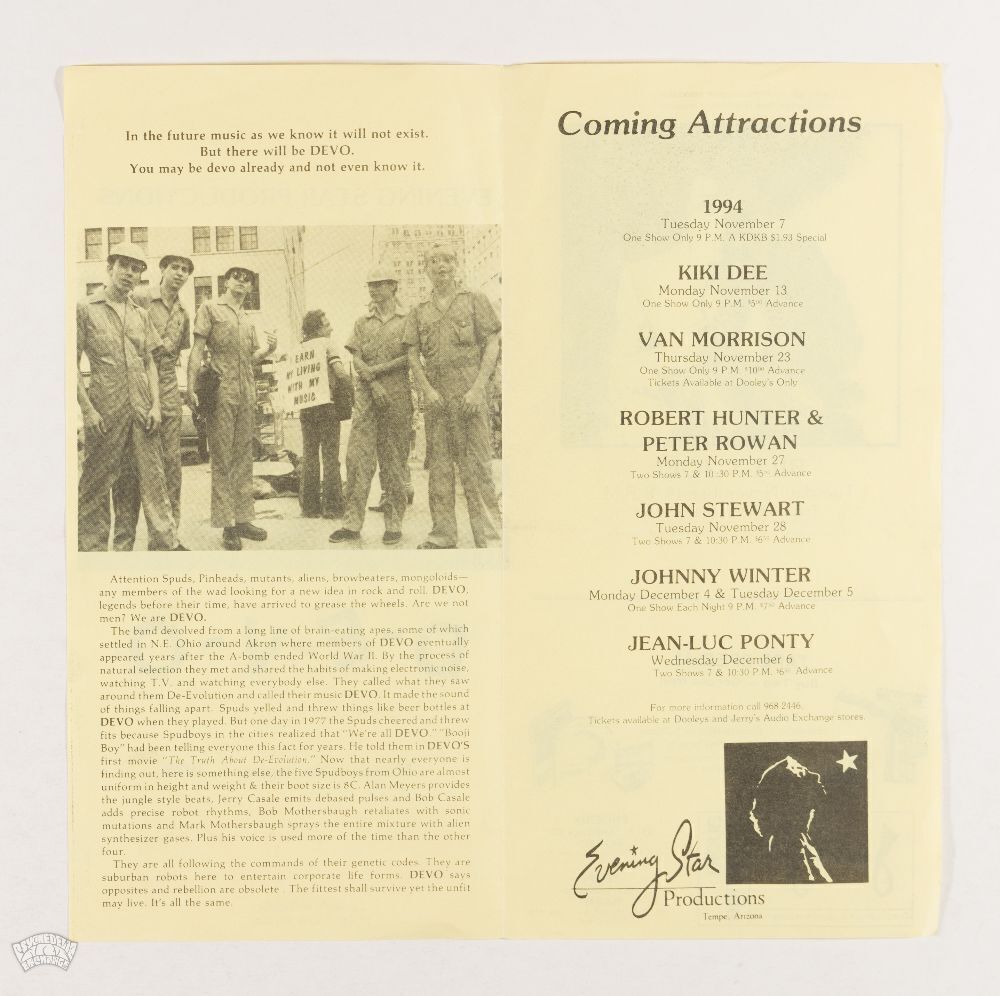 In the future music as we know it will not exist.
But there will be DEVO.
You may be devo already and not even know it.
EARN
MY LIVING
WITH MY
MUSIC
Attention Spuds, Pinheads, mutants, aliens, browbeaters, mongoloids—
any members of the wad looking for a new idea in rock and roll. DEVO,
legends before their time, have arrived to grease the wheels. Are we not
men? We are DEVO.
The band devolved from a long line of brain-eating apes, some of which
settled in N.E. Ohio around Akron where members of DEVO eventually
appeared years after the A-bomb ended World War II. By the process of
natural selection they met and shared the habits of making electronic noise,
watching T.V. and watching everybody else. They called what they saw
around them De-Evolution and called their music DEVO. It made the sound
of things falling apart. Spuds yelled and threw things like beer bottles at
DEVO when they played. But one day in 1977 the Spuds cheered and threw
fits because Spudboys in the cities realized that "We're all DEVO." "Booji
Boy" had been telling everyone this fact for years. He told them in DEVO'S
first movie "The Truth About De-Evolution." Now that nearly everyone is
finding out, here is something else, the five Spudboys from Ohio are almost
uniform in height and weight & their boot size is 8C. Alan Meyers provides
the jungle style beats, Jerry Casale emits debased pulses and Bob Casale
adds precise robot rhythms, Bob Mothersbaugh retaliates with sonic
mutations and Mark Mothersbaugh sprays the entire mixture with alien
synthesizer gases. Plus his voice is used more of the time than the other
four.
They are all following the commands of their genetic codes. They are
suburban robots here to entertain corporate life forms. DEVO says
opposites and rebellion are obsolete. The fittest shall survive yet the unfit
may live. It's all the same.
Coming Attractions
1994
Tuesday November 7
One Show Only 9 P.M. A KDKB $1.93 Special
KIKI DEE
Monday November 13
One Show Only 9 P.M. $5.00 Advance
VAN MORRISON
Thursday November 23
One Show Only 9 P.M. $10.00 Advance
Tickets Available at Dooley's Only
ROBERT HUNTER &
PETER ROWAN
Monday November 27
Two Shows 7 & 10:30 P.M. Advance
JOHN STEWART
Tuesday November 28
Two Shows 7 & 10:30 P.M. Advance
JOHNNY WINTER
Monday December 4 & Tuesday December 5
One Show Each Night 9 P.M. Advance
JEAN-LUC PONTY
Wednesday December 6
Two Shows 7 & 10:30 P.M. Advance
For more information call 968-2446.
Tickets available at Dooleys and Jerry's Audio Exchange stores.
Evening Star
Productions
Tempe, Arizona